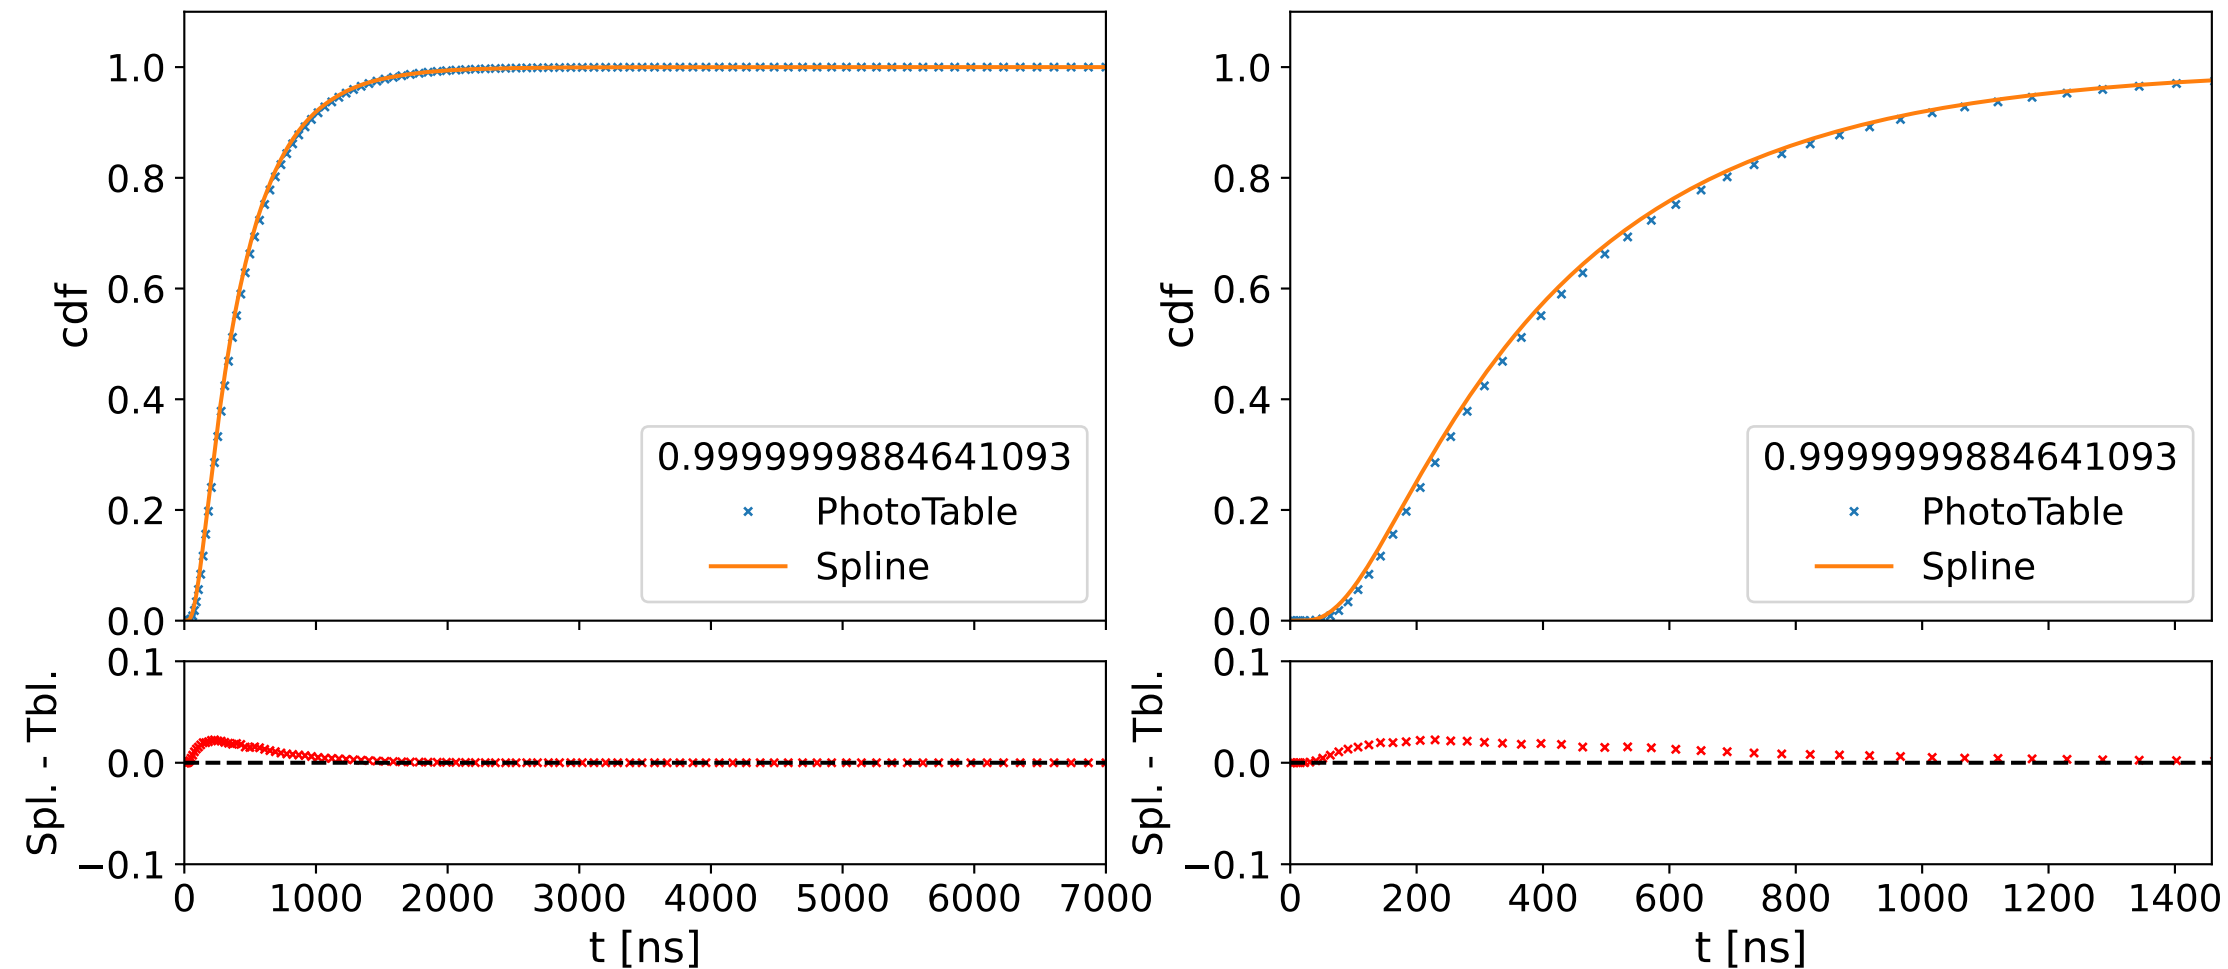 1.0
0.8
0.6
0.4
0.2
0.0
cdf
0.9999999884641093
PhotoTable
Spline
0.1
0.0
−0.1
Spl. - Tbl.
0 1000 2000 3000 4000 5000 6000 7000
t [ns]
1.0
0.8
0.6
0.4
0.2
0.0
cdf
0.9999999884641093
PhotoTable
Spline
0.1
0.0
−0.1
Spl. - Tbl.
0 200 400 600 800 1000 1200 1400
t [ns]